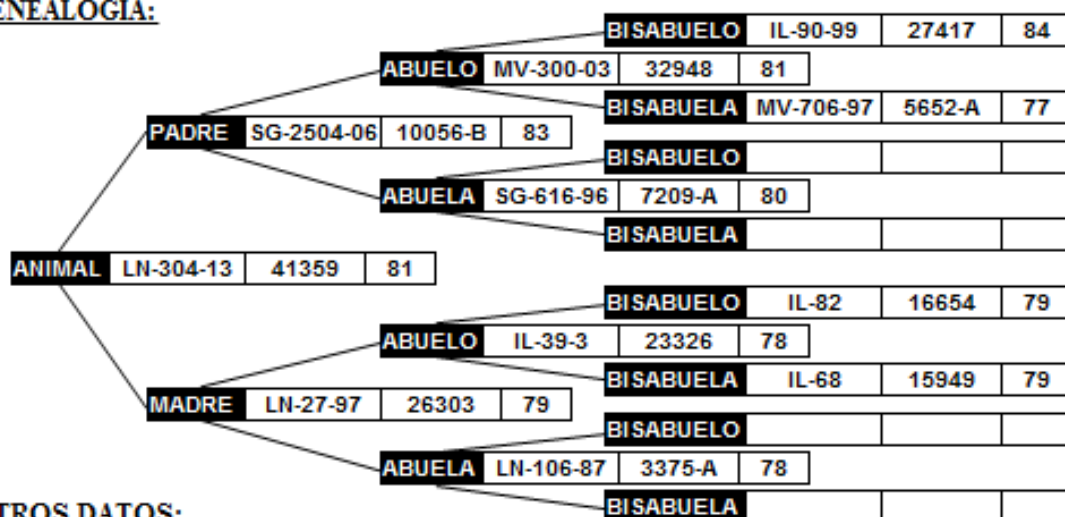 ENEALOGÍA:
BISABUELO IL-90-99 27417 84
ABUELO MV-300-03 32948 81
BISABUELA MV-706-97 5652-A 77
PADRE SG-2504-06 10056-B 83
BISABUELO
ABUELA SG-616-96 7209-A 80
BISABUELA
ANIMAL LN-304-13 41359 81
BISABUELO IL-82 16654 79
ABUELO IL-39-3 23326 78
BISABUELA IL-68 15949 79
MADRE LN-27-97 26303 79
BISABUELO
ABUELA LN-106-87 3375-A 78
BISABUELA
TROS DATOS: